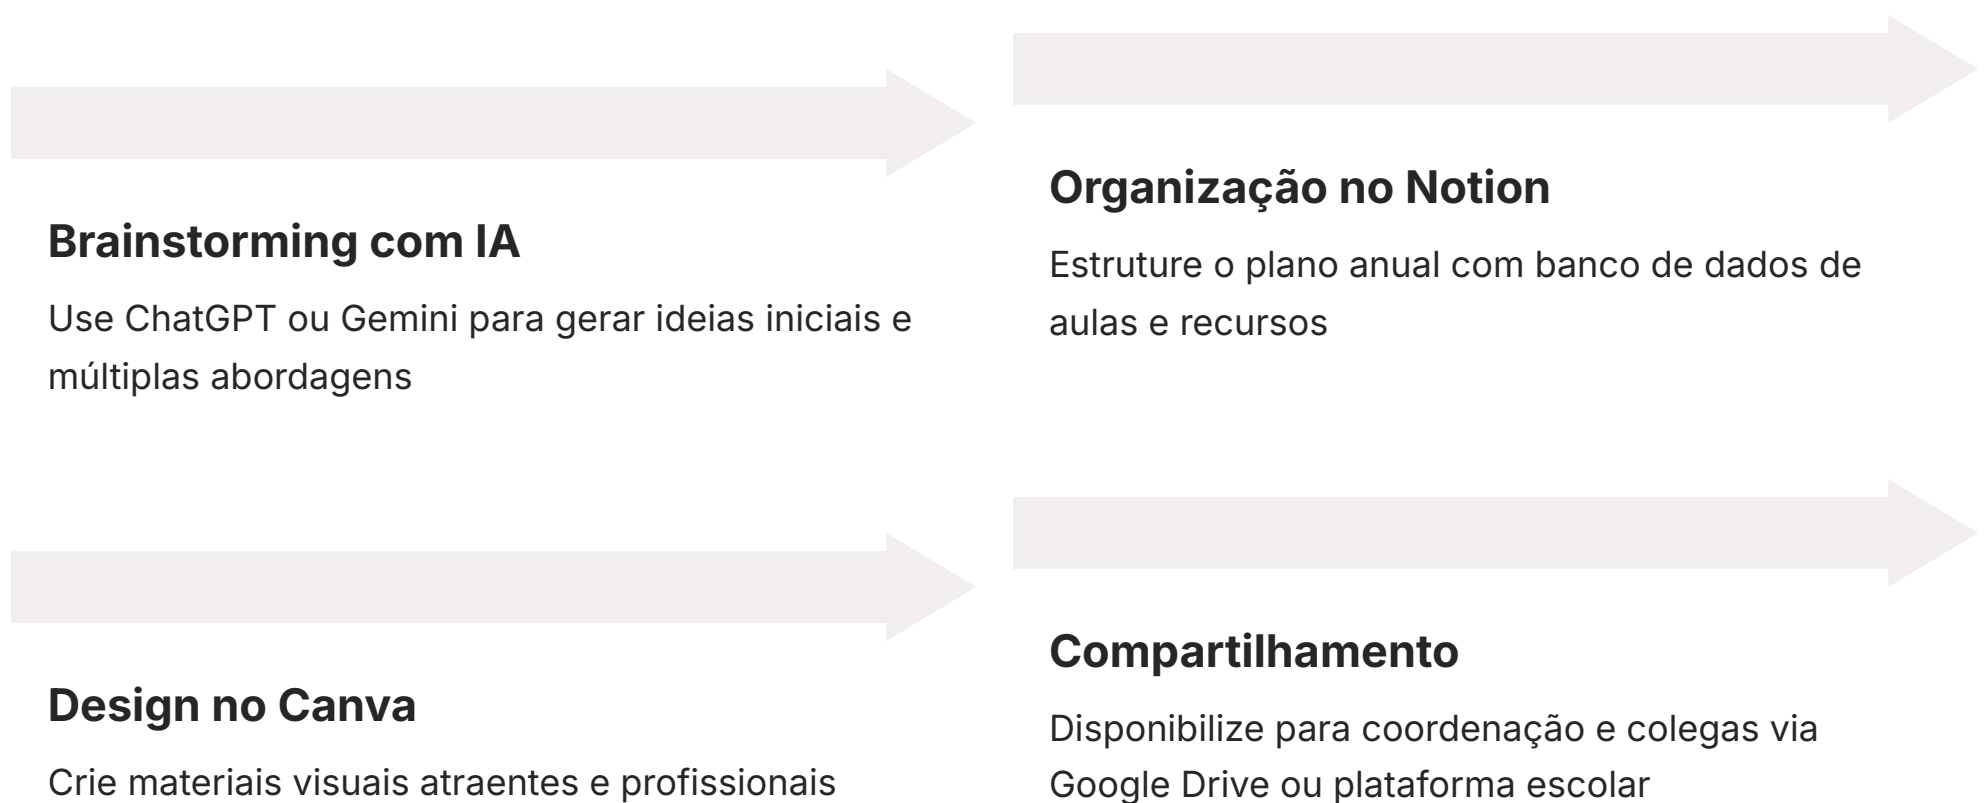 Brainstorming com IA
Use ChatGPT ou Gemini para gerar ideias iniciais e
múltiplas abordagens
Organização no Notion
Estruture o plano anual com banco de dados de
aulas e recursos
Design no Canva
Crie materiais visuais atraentes e profissionais
Compartilhamento
Disponibilize para coordenação e colegas via
Google Drive ou plataforma escolar